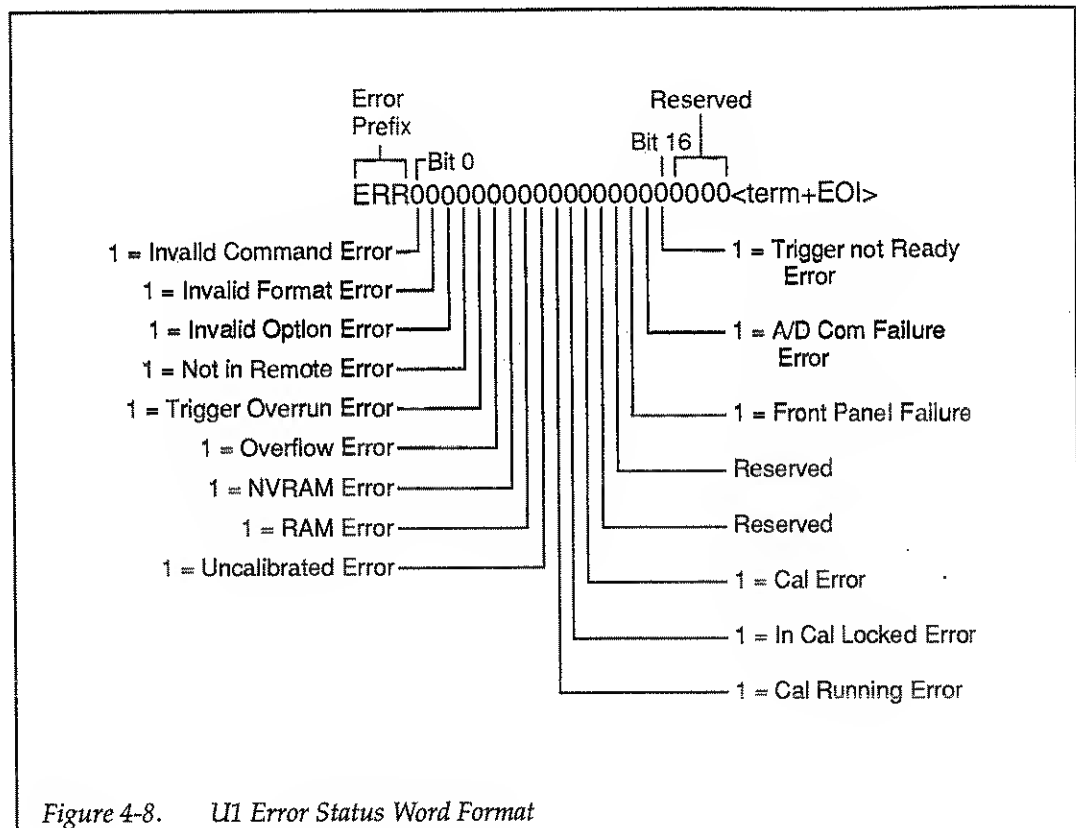 Error
Prefix
Reserved
Bit 0
Bit 16
ERR000000000000000000000<term+EOI>
1 = Invalid Command Error
1 = Invalid Format Error
1 = Invalid Option Error
1 = Not in Remote Error
1 = Trigger Overrun Error
1 = Overflow Error
1 = NVRAM Error
1 = RAM Error
1 = Uncalibrated Error
1 = Trigger not Ready
Error
1 = A/D Com Failure
Error
1 = Front Panel Failure
Reserved
Reserved
1 = Cal Error
1 = In Cal Locked Error
1 = Cal Running Error
Figure 4-8. U1 Error Status Word Format